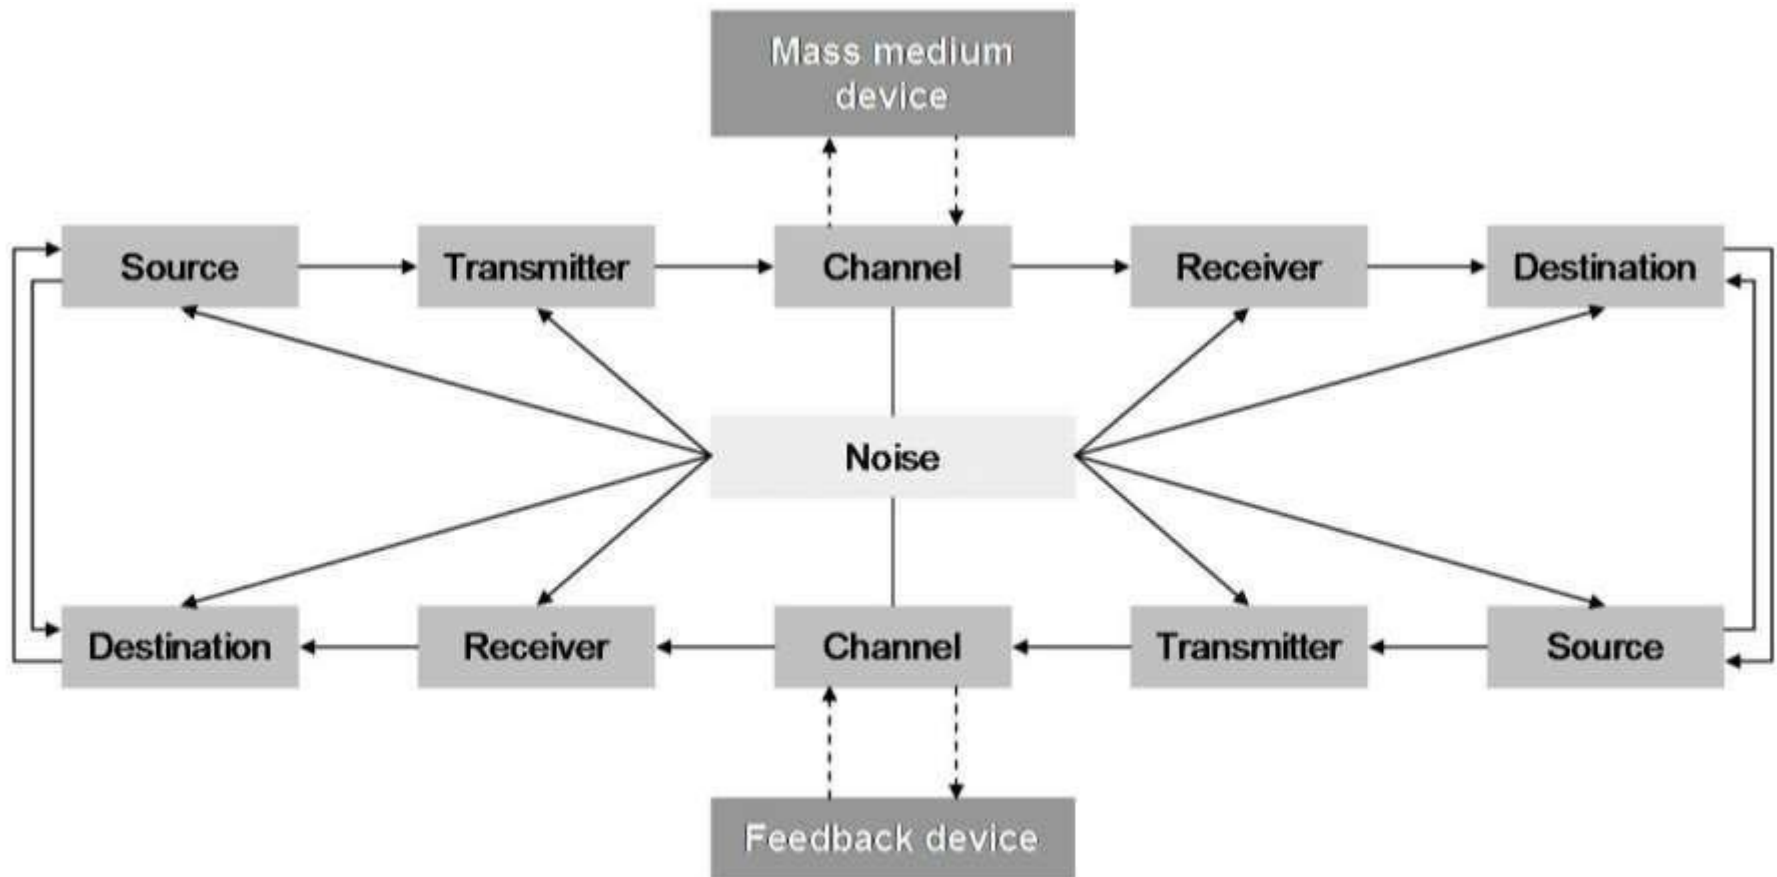 Mass medium
device
Source
Transmitter
Channel
Receiver
Destination
Noise
Destination
Receiver
Channel
Transmitter
Source
Feedback device